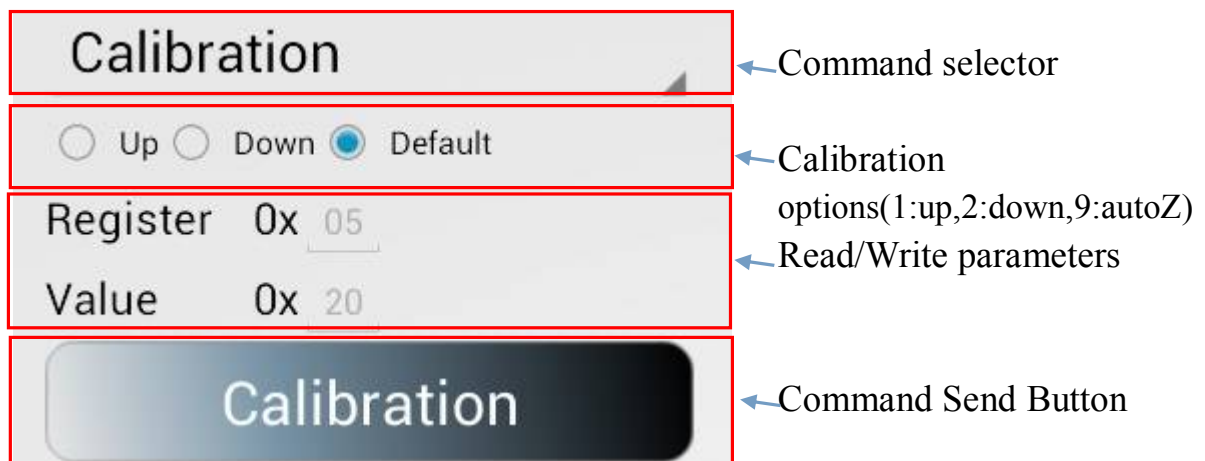 Calibration
Command selector
Up Down Default
Calibration
options(1:up,2:down,9:autoZ)
Register 0x 05
Read/Write parameters
Value 0x 20
Calibration
Command Send Button